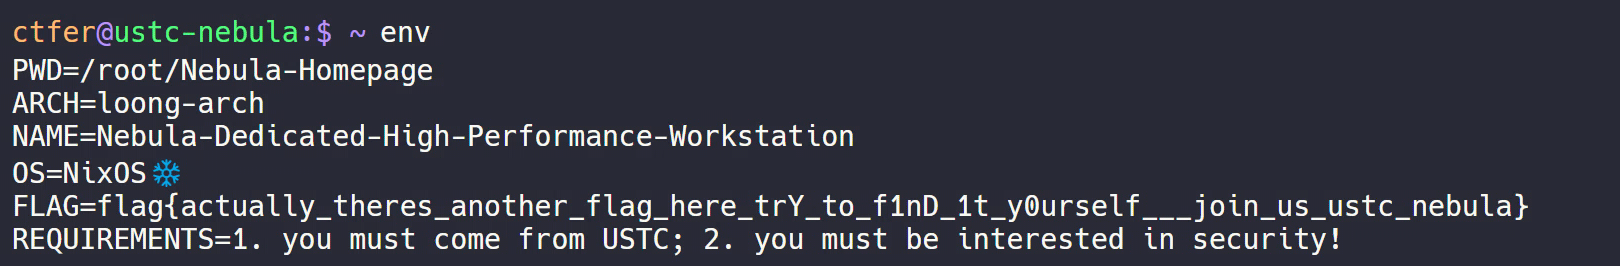 ctfer@ustc-nebula:$ ~ env
PWD=/root/Nebula-Homepage
ARCH=loong-arch
NAME=Nebula-Dedicated-High-Performance-Workstation
OS=NixOS❄️
FLAG=flag{actually_theres_another_flag_here_trY_to_f1nD_1t_y0urself___join_us_ustc_nebula}
REQUIREMENTS=1. you must come from USTC; 2. you must be interested in security!